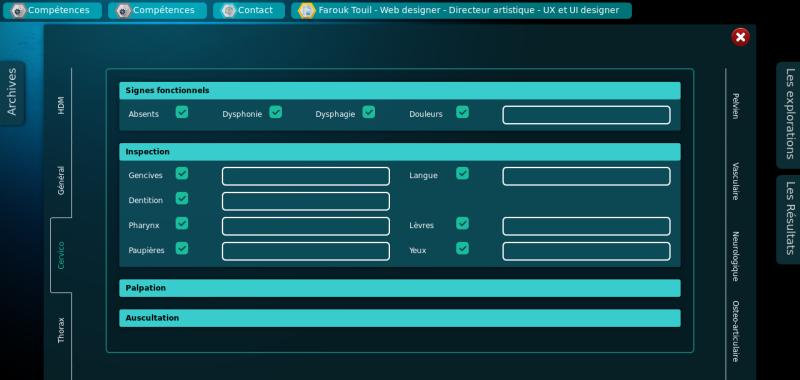 Compétences
Compétences
Contact
Farouk Touil - Web designer - Directeur artistique - UX et UI designer
Archives
HDM
Général
Cervico
Thorax
Signes fonctionnels
Absents Dysphonie Dysphagie Douleurs
Inspection
Gencives Langue
Dentition
Pharynx Lèvres
Paupières Yeux
Palpation
Auscultation
Pelvien
Vasculaire
Neurologique
Osteo-articulaire
Les explorations
Les Résultats